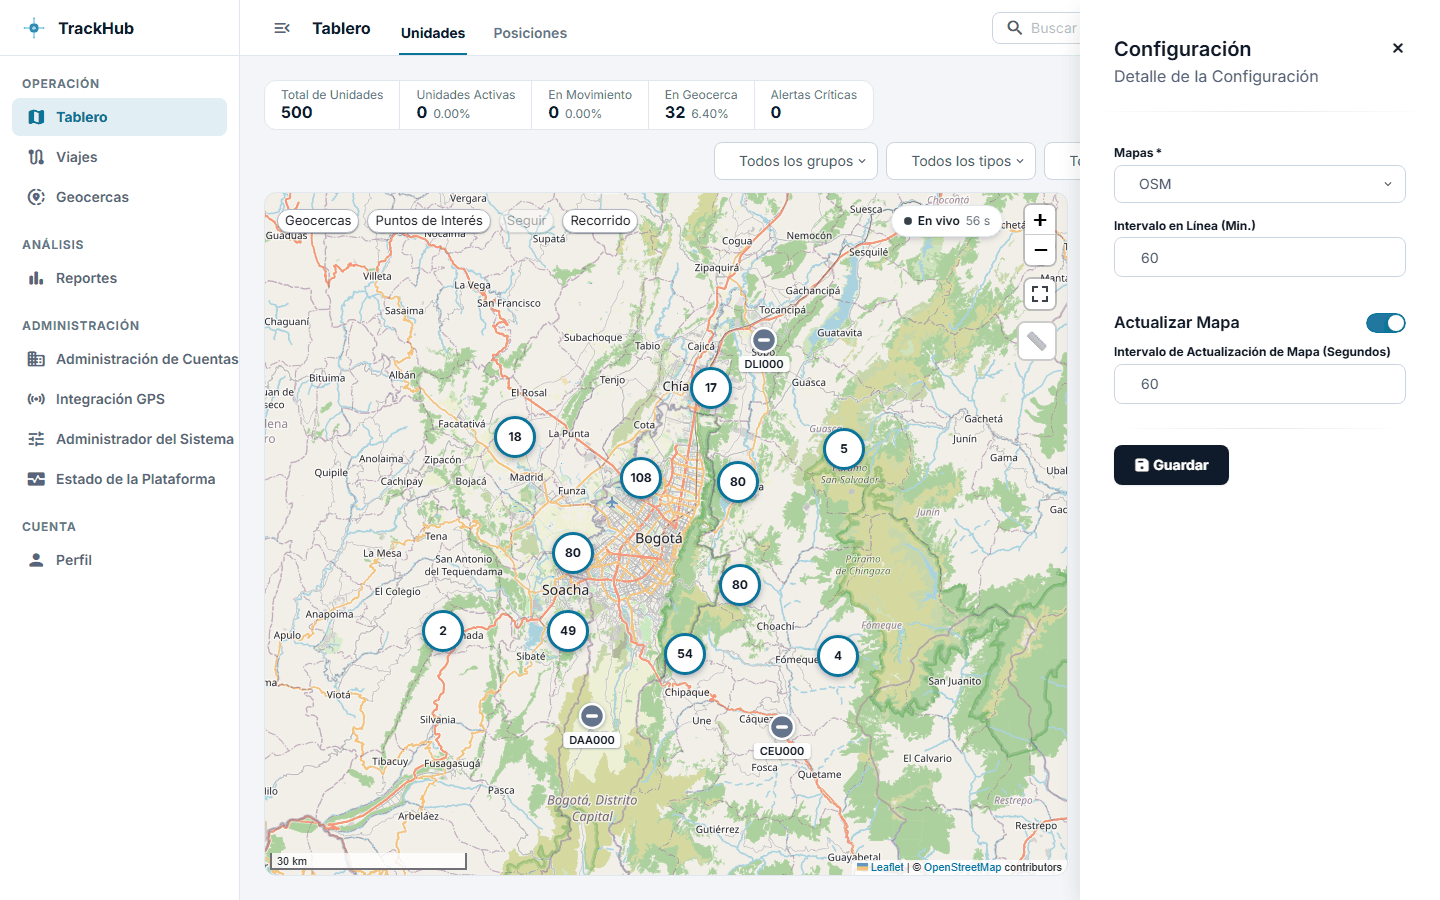 TrackHub
OPERACIÓN
Tablero
Viajes
Geocercas
ANÁLISIS
Reportes
ADMINISTRACIÓN
Administración de Cuentas
Integración GPS
Administrador del Sistema
Estado de la Plataforma
CUENTA
Perfil
Tablero
Unidades
Posiciones
Buscar
Total de Unidades
500
Unidades Activas
0 0.00%
En Movimiento
0 0.00%
En Geocerca
32 6.40%
Alertas Críticas
0
Todos los grupos
Todos los tipos
Geocercas
Puntos de Interés
Seguir
Recorrido
En vivo 56 s
+
−
Vergara
Nocaima
Guaduas
Supatá
Suesca
Chocontá
Cogua
Nemocón
Sesquilé
Villeta
Zipaquirá
La Vega
Gachancipá
Manta
San Francisco
Sasaima
Tocancipá
Chaguaní
Guatavita
Subachoque
Tabio
Cajicá
Sopó
DLI000
Bituima
Albán
Tenjo
Chía
17
Guasca
El Rosal
Facatativá
18
La Punta
Cota
Gachetá
Junín
5
Anolaima
Zipacón
Gama
Quipile
Cachipay
Bojacá
Madrid
Funza
108
80
Páramo
San Salvador
Junín
Tena
Bogotá
La Mesa
San Antonio
del Tequendama
80
Páramo
de Chingaza
El Colegio
Soacha
80
Anapoima
Apulo
2
49
Choachí
Fómeque
Sibaté
54
Fómeque
4
Viotá
Chipaque
San Juanito
Silvania
DAA000
Une
Cáqueza
CEU000
Tibacuy
Fusagasugá
Fosca
Quetame
El Calvario
Pasca
Bogotá, Distrito
Capital
Arbeláez
Gutiérrez
Restrepo
Restrepo
Guayabetal
30 km
Leaflet | © OpenStreetMap contributors
Configuración
Detalle de la Configuración
Mapas *
OSM
Intervalo en Línea (Min.)
60
Actualizar Mapa
Intervalo de Actualización de Mapa (Segundos)
60
Guardar